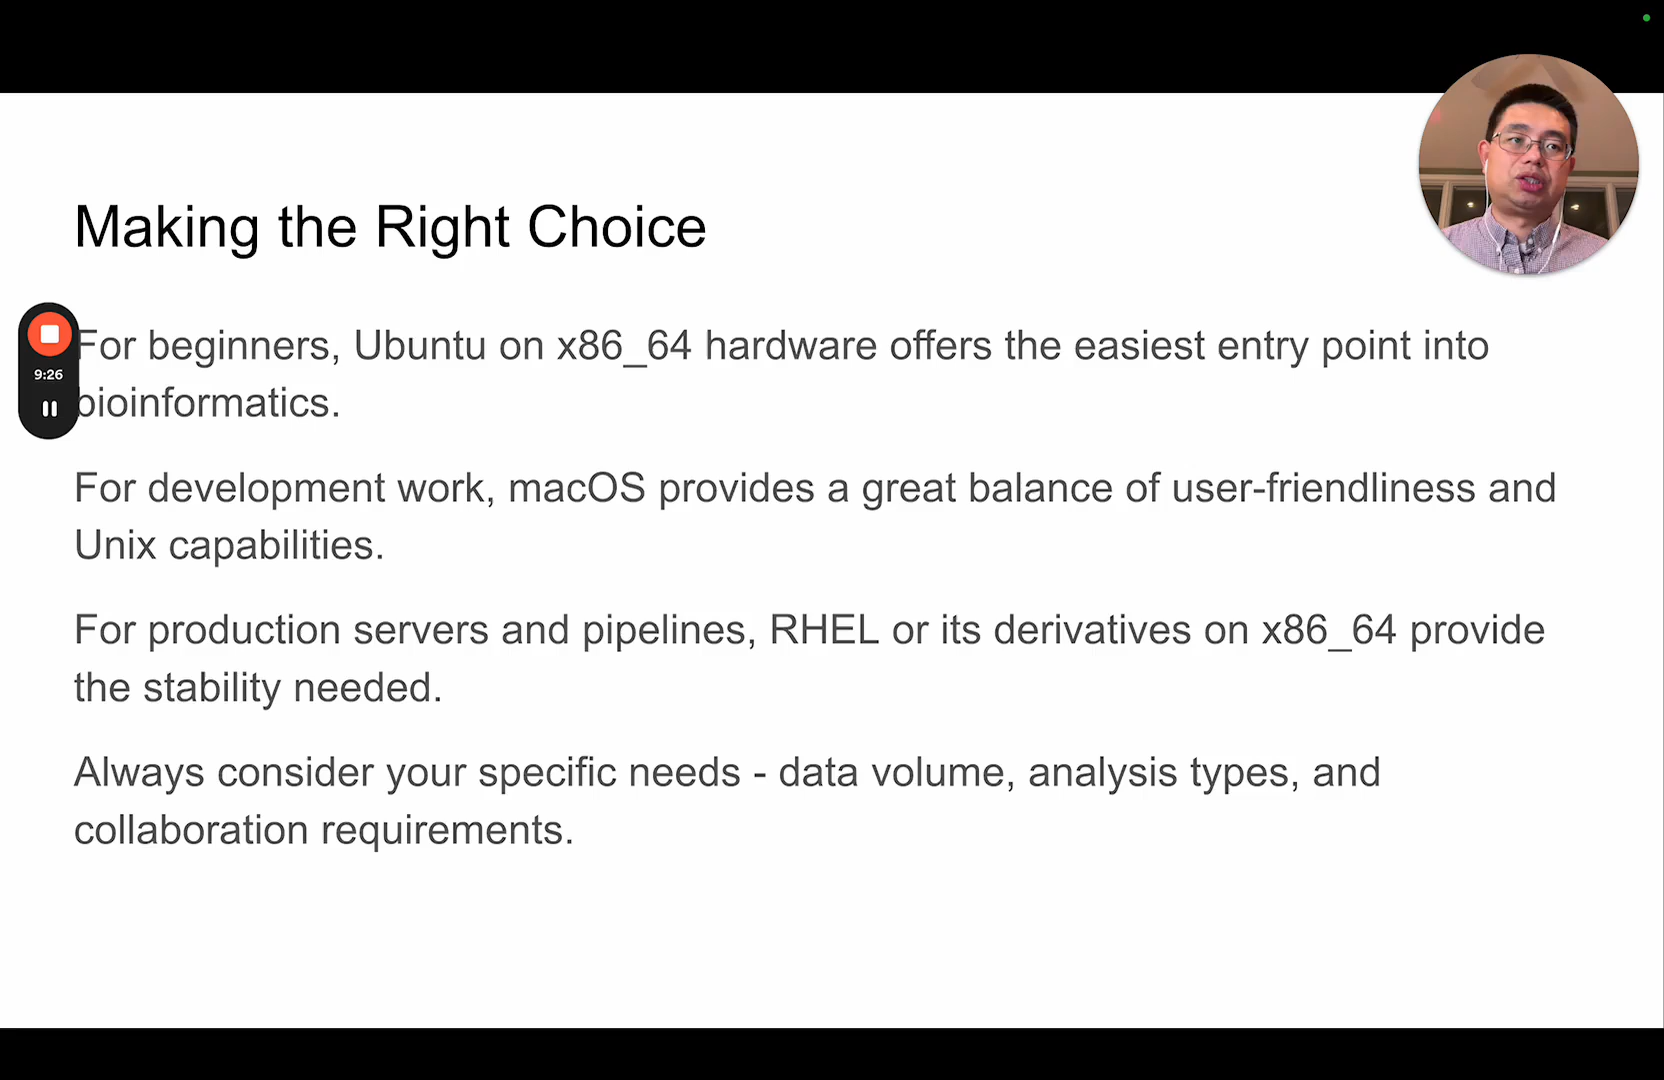 Making the Right Choice
For beginners, Ubuntu on x86_64 hardware offers the easiest entry point into
bioinformatics.
9:26
For development work, macOS provides a great balance of user-friendliness and
Unix capabilities.
For production servers and pipelines, RHEL or its derivatives on x86_64 provide
the stability needed.
Always consider your specific needs - data volume, analysis types, and
collaboration requirements.